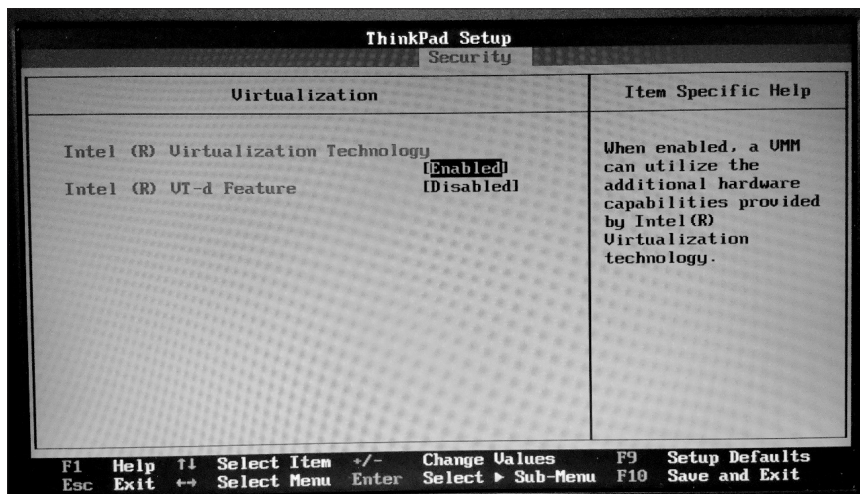 ThinkPad Setup
Security
Virtualization
Item Specific Help
Intel (R) Virtualization Technology
[Enabled]
Intel (R) VT-d Feature [Disabled]
When enabled, a VMM
can utilize the
additional hardware
capabilities provided
by Intel(R)
Virtualization
technology.
F1 Help ↑↓ Select Item +/- Change Values F9 Setup Defaults
Esc Exit ↔ Select Menu Enter Select ▶ Sub-Menu F10 Save and Exit